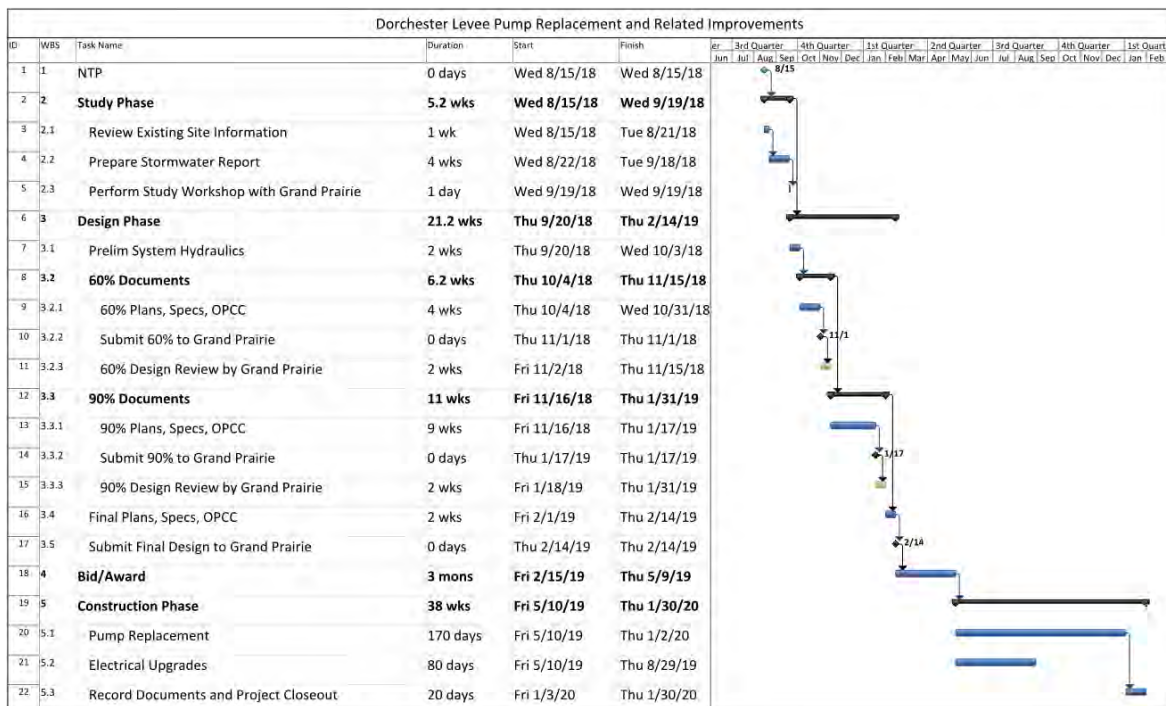 Dorchester Levee Pump Replacement and Related Improvements
ID WBS Task Name Duration Start Finish er 3rd Quarter 4th Quarter 1st Quarter 2nd Quarter 3rd Quarter 4th Quarter 1st Quart
Jun Jul Aug Sep Oct Nov Dec Jan Feb Mar Apr May Jun Jul Aug Sep Oct Nov Dec Jan Feb
1 1 NTP 0 days Wed 8/15/18 Wed 8/15/18 8/15
2 2 Study Phase 5.2 wks Wed 8/15/18 Wed 9/19/18
3 2.1 Review Existing Site Information 1 wk Wed 8/15/18 Tue 8/21/18
4 2.2 Prepare Stormwater Report 4 wks Wed 8/22/18 Tue 9/18/18
5 2.3 Perform Study Workshop with Grand Prairie 1 day Wed 9/19/18 Wed 9/19/18
6 3 Design Phase 21.2 wks Thu 9/20/18 Thu 2/14/19
7 3.1 Prelim System Hydraulics 2 wks Thu 9/20/18 Wed 10/3/18
8 3.2 60% Documents 6.2 wks Thu 10/4/18 Thu 11/15/18
9 3.2.1 60% Plans, Specs, OPCC 4 wks Thu 10/4/18 Wed 10/31/18
10 3.2.2 Submit 60% to Grand Prairie 0 days Thu 11/1/18 Thu 11/1/18 11/1
11 3.2.3 60% Design Review by Grand Prairie 2 wks Fri 11/2/18 Thu 11/15/18
12 3.3 90% Documents 11 wks Fri 11/16/18 Thu 1/31/19
13 3.3.1 90% Plans, Specs, OPCC 9 wks Fri 11/16/18 Thu 1/17/19
14 3.3.2 Submit 90% to Grand Prairie 0 days Thu 1/17/19 Thu 1/17/19 1/17
15 3.3.3 90% Design Review by Grand Prairie 2 wks Fri 1/18/19 Thu 1/31/19
16 3.4 Final Plans, Specs, OPCC 2 wks Fri 2/1/19 Thu 2/14/19
17 3.5 Submit Final Design to Grand Prairie 0 days Thu 2/14/19 Thu 2/14/19 2/14
18 4 Bid/Award 3 mons Fri 2/15/19 Thu 5/9/19
19 5 Construction Phase 38 wks Fri 5/10/19 Thu 1/30/20
20 5.1 Pump Replacement 170 days Fri 5/10/19 Thu 1/2/20
21 5.2 Electrical Upgrades 80 days Fri 5/10/19 Thu 8/29/19
22 5.3 Record Documents and Project Closeout 20 days Fri 1/3/20 Thu 1/30/20